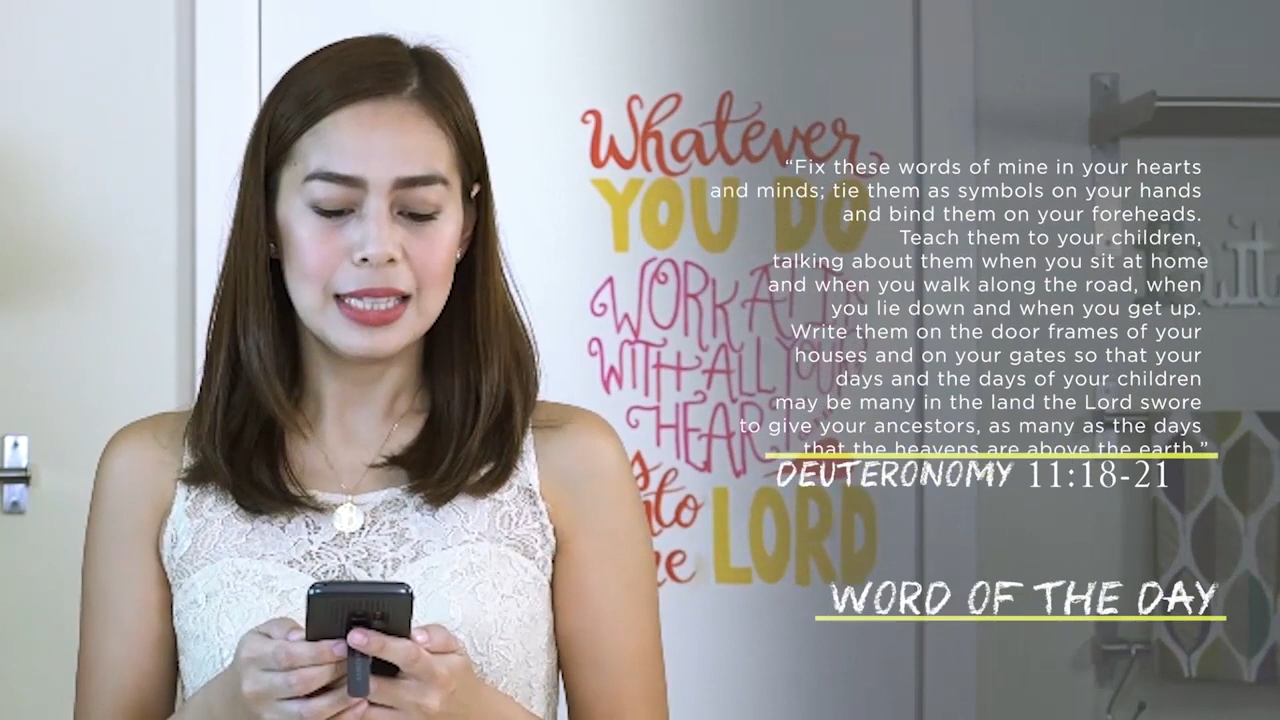 Whatever
YOU DO
WORK AT IT
WITH ALL YOUR
HEART
LORD
“Fix these words of mine in your hearts
and minds; tie them as symbols on your hands
and bind them on your foreheads.
Teach them to your children,
talking about them when you sit at home
and when you walk along the road, when
you lie down and when you get up.
Write them on the door frames of your
houses and on your gates so that your
days and the days of your children
may be many in the land the Lord swore
to give your ancestors, as many as the days
that the heavens are above the earth.”
DEUTERONOMY 11:18-21
WORD OF THE DAY